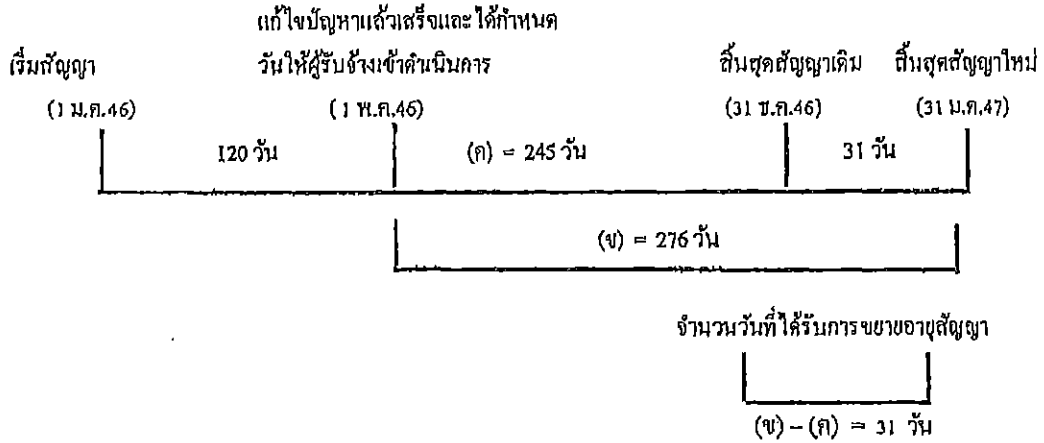 แก้ไขปัญหาแล้วเสร็จและ ได้กำหนด
เริ่มสัญญา วันให้ผู้รับจ้างเข้าดำเนินการ สิ้นสุดสัญญาเดิม สิ้นสุดสัญญาใหม่
(1 ม.ค.46) (1 พ.ค.46) (31 ธ.ค.46) (31 ม.ค.47)
120 วัน (ค) = 245 วัน 31 วัน
(ข) = 276 วัน
จำนวนวันที่ได้รับการขยายอายุสัญญา
(ข) – (ค) = 31 วัน